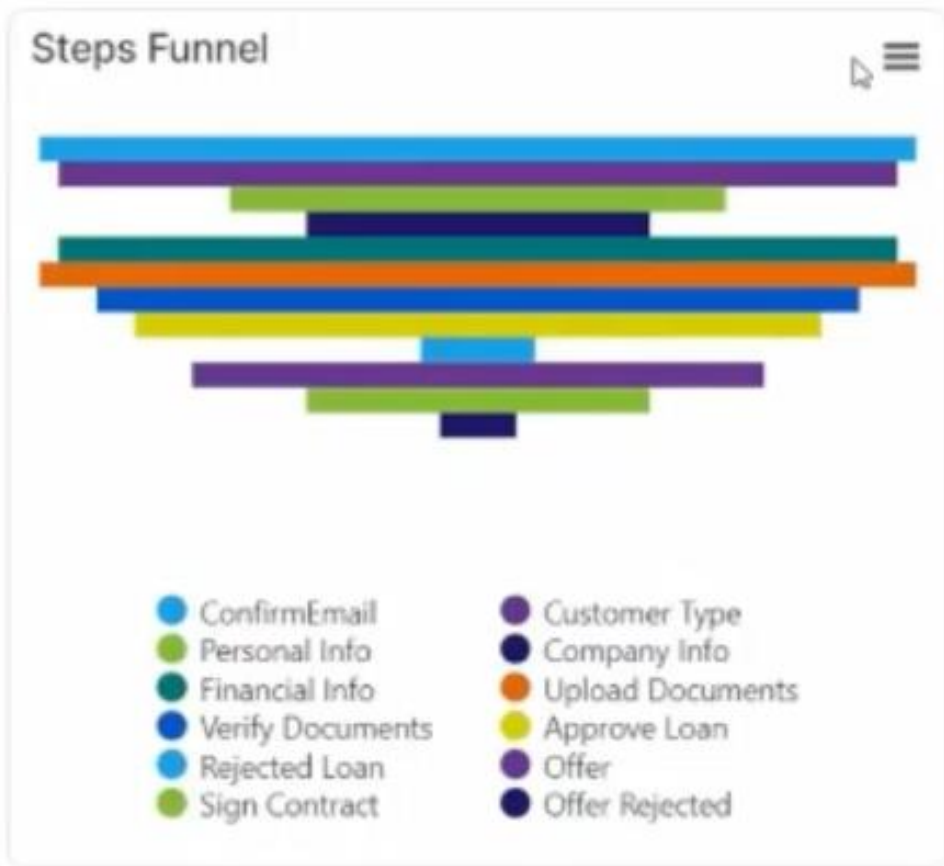 Steps Funnel
ConfirmEmail
Customer Type
Personal Info
Company Info
Financial Info
Upload Documents
Verify Documents
Approve Loan
Rejected Loan
Offer
Sign Contract
Offer Rejected